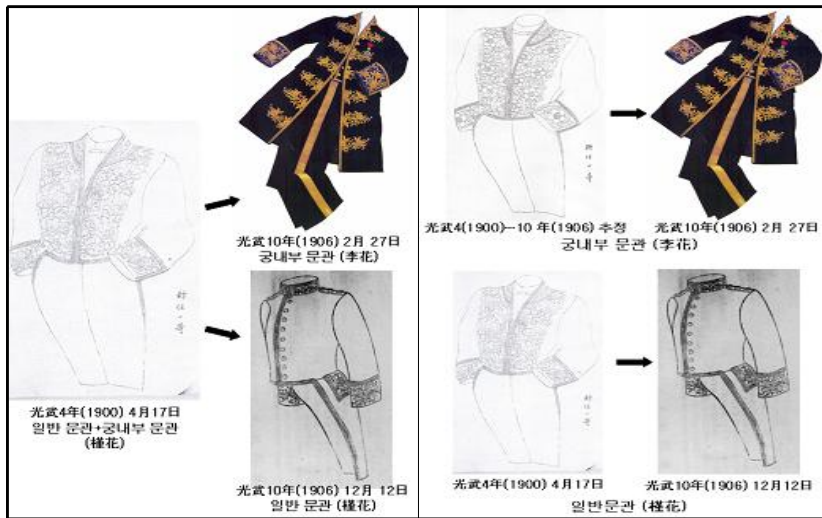 光武10年(1906) 2月 27日
궁내부 문관 (李花)
光武4年(1900) 4月17日
일반 문관+궁내부 문관
(槿花)
光武10年(1906) 12月 12日
일반 문관 (槿花)
光武4(1900)---10 年(1906) 추정
光武10年(1906) 2月 27日
궁내부 문관 (李花)
光武4年(1900) 4月17日
光武10年(1906) 12月12日
일반문관 (槿花)